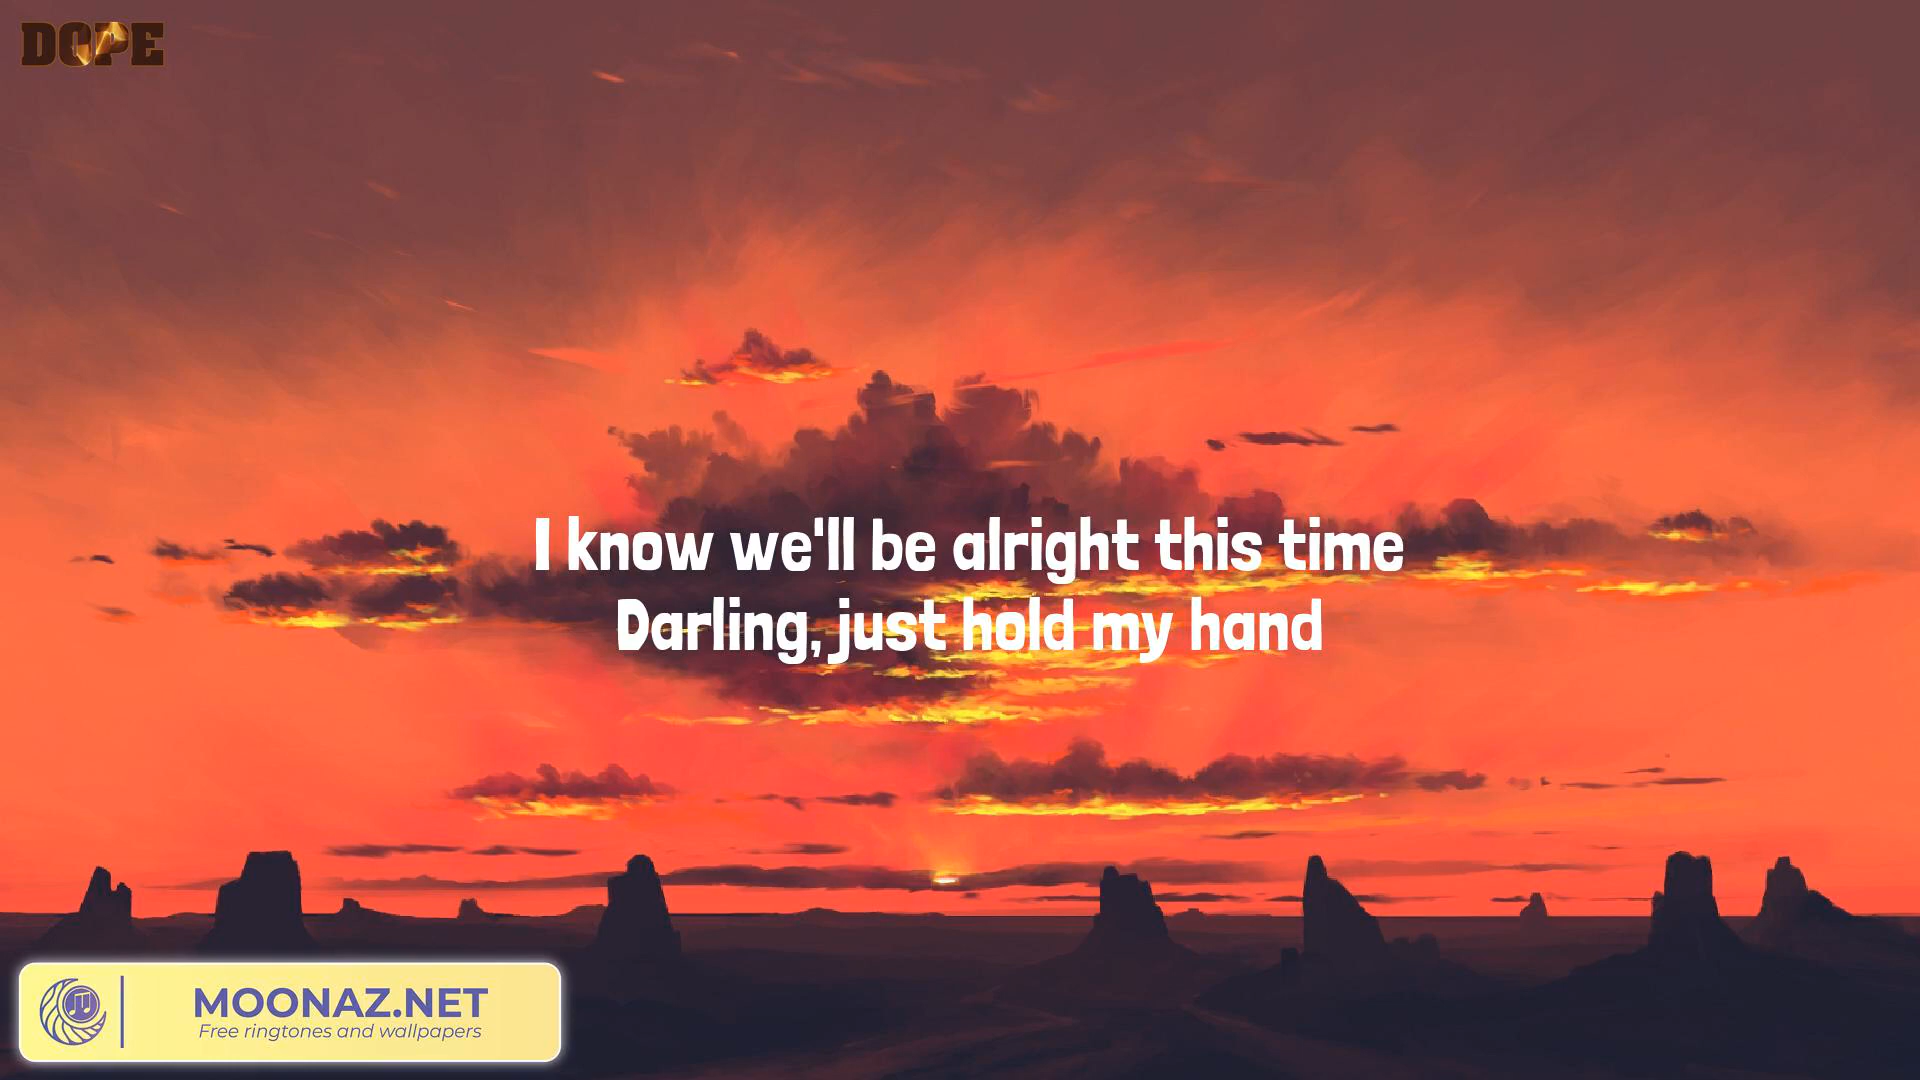 DOPE
I know we'll be alright this time
Darling, just hold my hand
MOONAZ.NET
Free ringtones and wallpapers